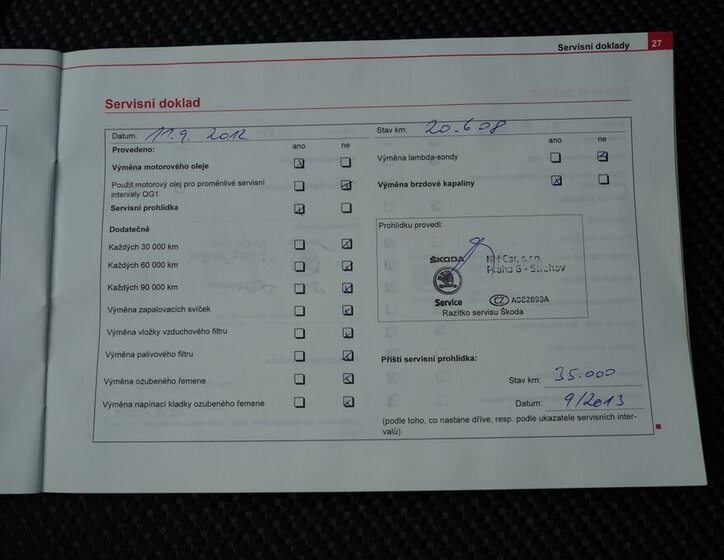 Servisní doklady 27
Servisní doklad
Datum: 11.9. 2012
Stav km: 20.608
Provedeno: ano ne
ano ne
Výměna motorového oleje
Výměna lambda-sondy
Použit motorový olej pro proměnlivé servisní
intervaly QG1
Výměna brzdové kapaliny
Servisní prohlídka
Dodatečně
Každých 30 000 km
Každých 60 000 km
Každých 90 000 km
Výměna zapalovacích svíček
Výměna vložky vzduchového filtru
Výměna palivového filtru
Výměna ozubeného řemene
Výměna napínací kladky ozubeného řemene
Prohlídku provedl:
ŠKODA
Car, s.r.o.
Praha 6 -
Service
CZ
Razítko servisu Škoda
Příští servisní prohlídka:
Stav km: 35.000
Datum: 9/2013
(podle toho, co nastane dříve, resp. podle ukazatele servisních inter-
valů)